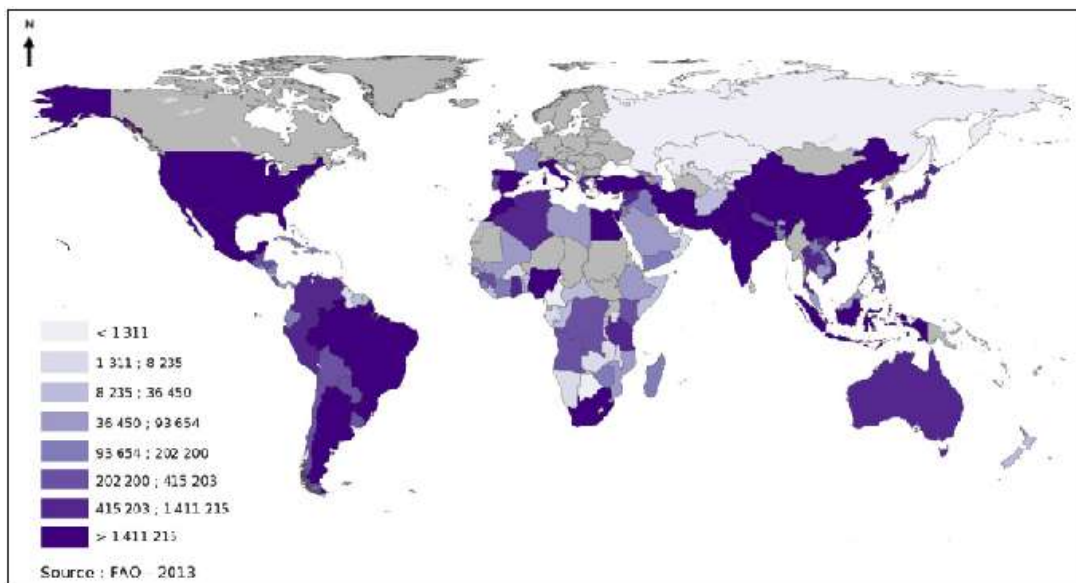 N
< 1 311
1 311 ; 8 235
8 235 ; 36 450
36 450 ; 93 654
93 654 ; 202 200
202 200 ; 415 203
415 203 ; 1 411 215
> 1 411 215
Source : FAO - 2013